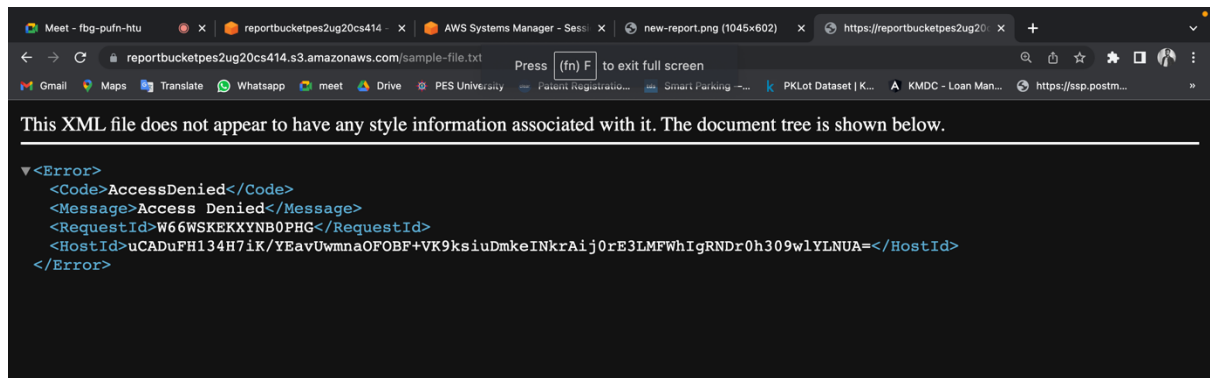 Meet - fbg-pufn-htu
reportbucketpes2ug20cs414 -
AWS Systems Manager - Sessi
new-report.png (1045×602)
https://reportbucketpes2ug20c
reportbucketpes2ug20cs414.s3.amazonaws.com/sample-file.txt
Press (fn) F to exit full screen
Gmail Maps Translate Whatsapp meet Drive PES University Patent Registratio... Smart Parking –... PKLot Dataset | K... KMDC - Loan Man... https://ssp.postm... »
This XML file does not appear to have any style information associated with it. The document tree is shown below.
▼<Error>
<Code>AccessDenied</Code>
<Message>Access Denied</Message>
<RequestId>W66WSKEKXYNB0PHG</RequestId>
<HostId>uCADuFH134H7iK/YEavUwmnaOFOBF+VK9ksiuDmkeINkrAij0rE3LMFWhIgRNDr0h309wlYLNUA=</HostId>
</Error>